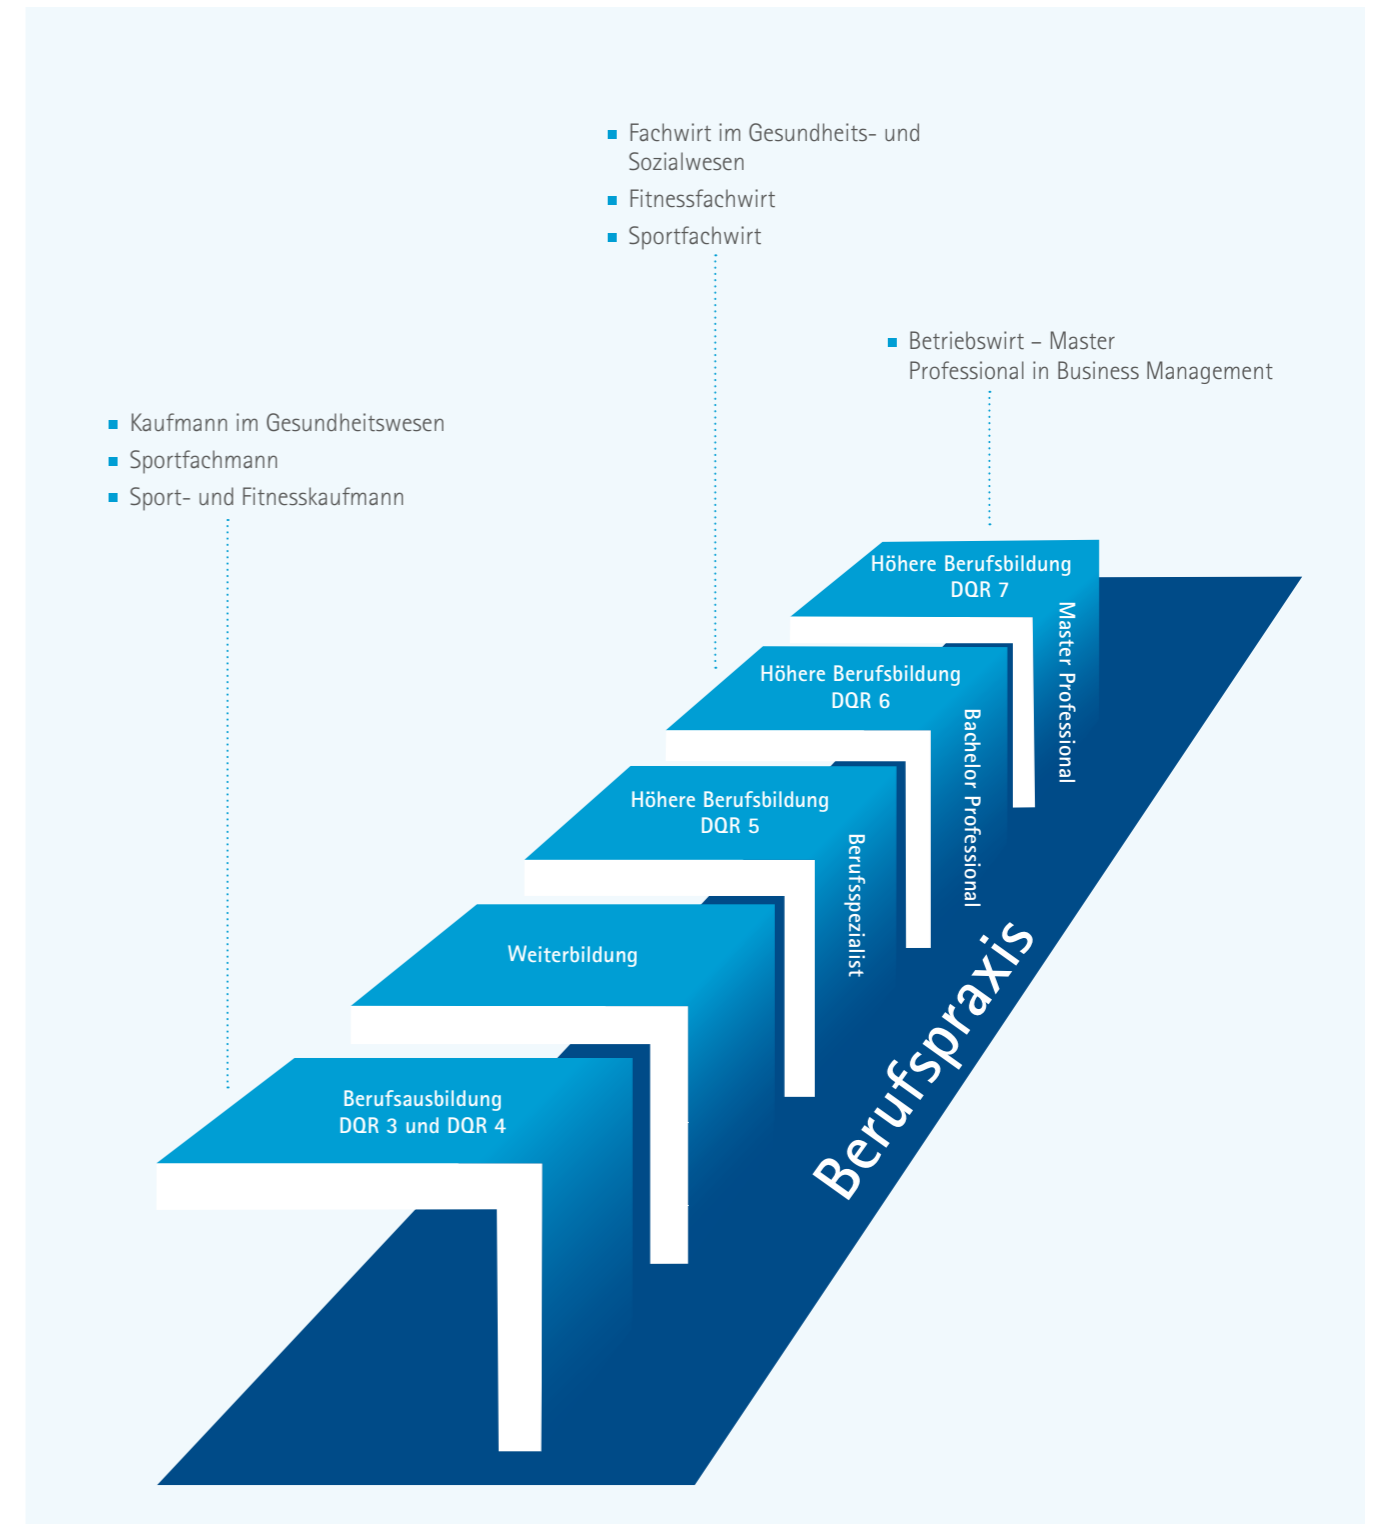 Fachwirt im Gesundheits- und
Sozialwesen
Fitnessfachwirt
Sportfachwirt
Betriebswirt – Master
Professional in Business Management
Kaufmann im Gesundheitswesen
Sportfachmann
Sport- und Fitnesskaufmann
Höhere Berufsbildung
DQR 7
Master Professional
Höhere Berufsbildung
DQR 6
Bachelor Professional
Höhere Berufsbildung
DQR 5
Berufsspezialist
Weiterbildung
Berufsausbildung
DQR 3 und DQR 4
Berufspraxis